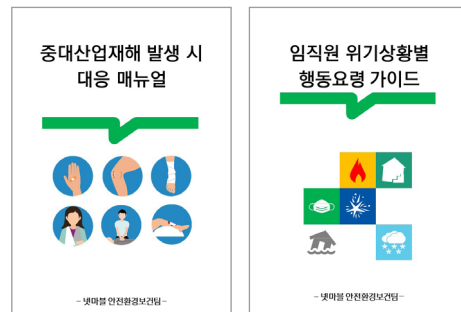 중대산업재해 발생 시
대응 매뉴얼
- 넷마블 안전환경보건팀 -
임직원 위기상황별
행동요령 가이드
- 넷마블 안전환경보건팀 -